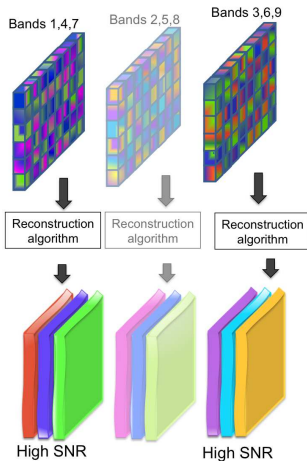 Bands 1,4,7
Bands 2,5,8
Bands 3,6,9
Reconstruction
algorithm
Reconstruction
algorithm
Reconstruction
algorithm
High SNR
High SNR